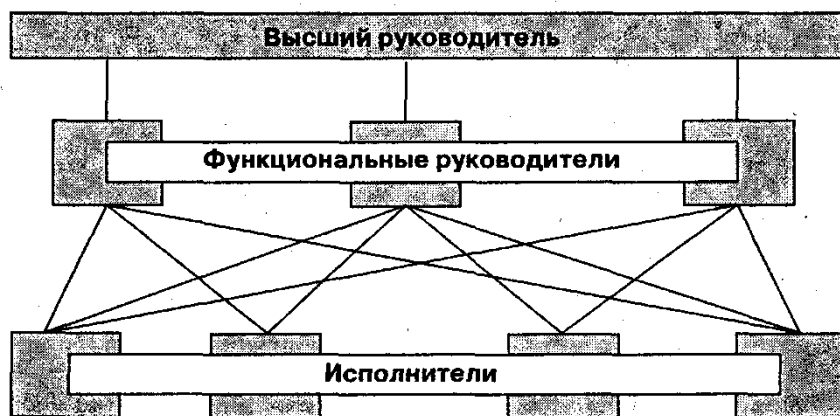 Высший руководитель
Функциональные руководители
Исполнители